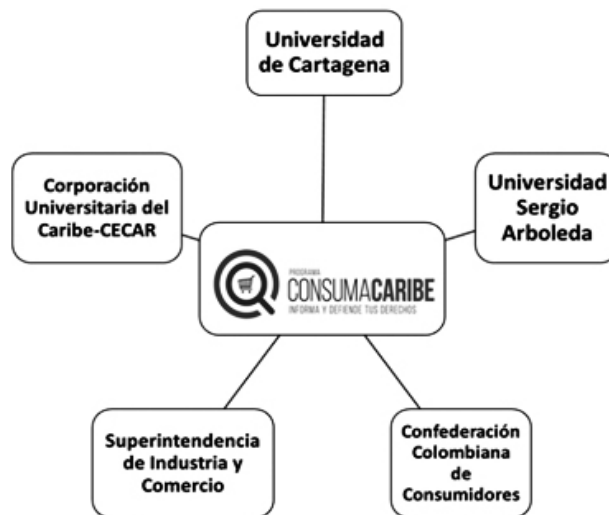 Universidad
de Cartagena
Corporación
Universitaria del
Caribe-CECAR
Universidad
Sergio
Arboleda
PROGRAMA
CONSUMACARIBE
INFORMA Y DEFIENDE TUS DERECHOS
Superintendencia
de Industria y
Comercio
Confederación
Colombiana
de
Consumidores